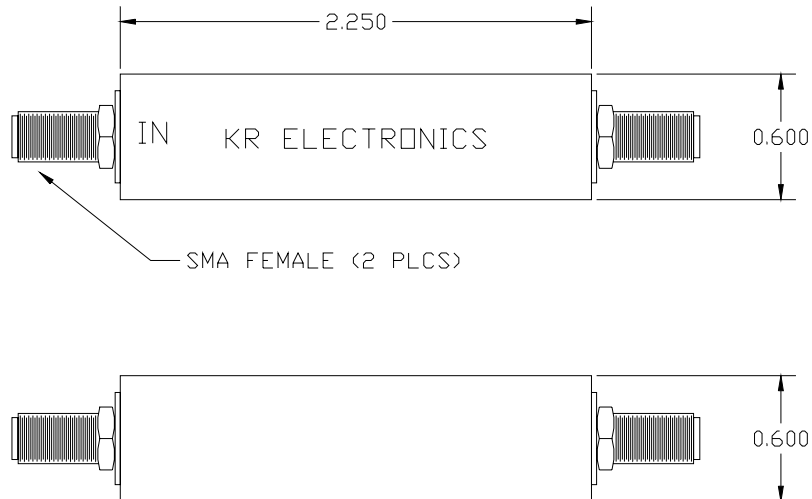 2.250
IN KR ELECTRONICS
0.600
SMA FEMALE (2 PLCS)
0.600